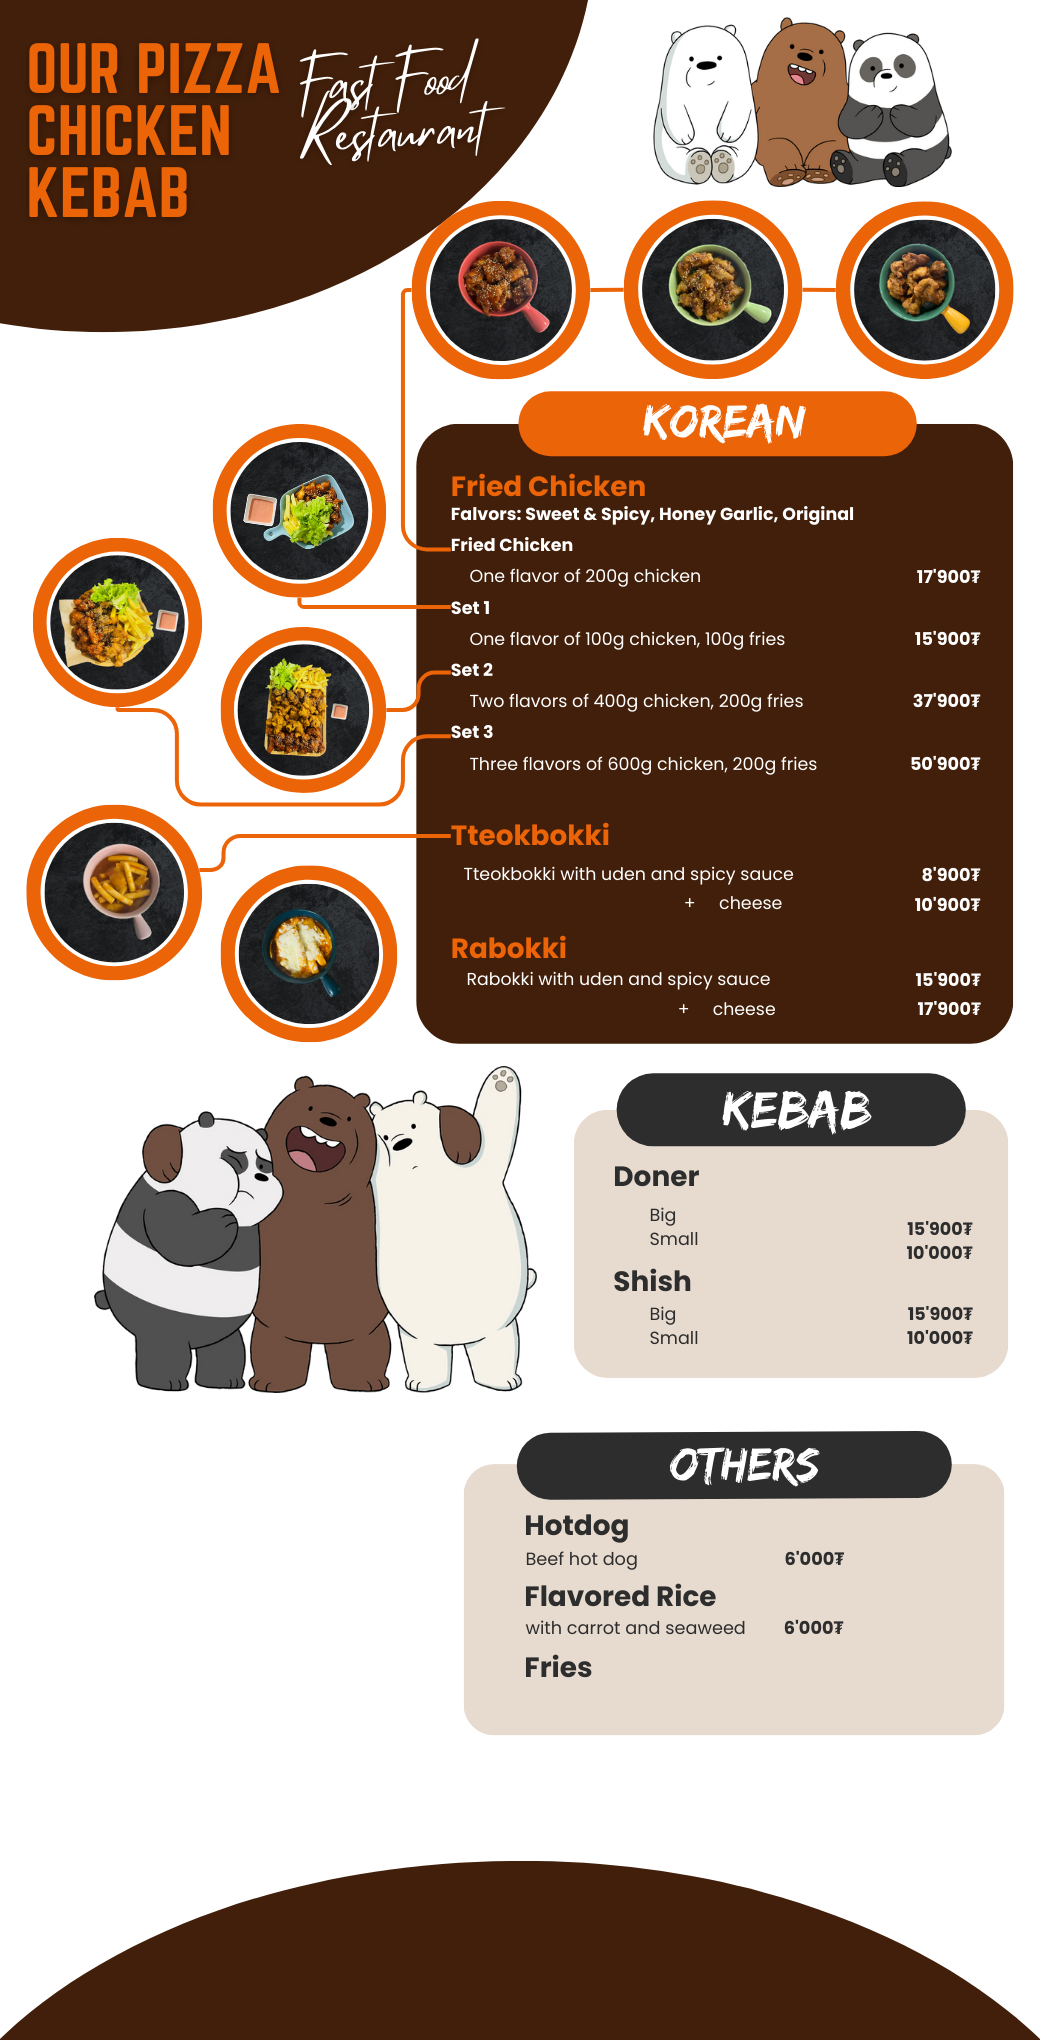 OUR PIZZA
CHICKEN
KEBAB
Fast Food
Restaurant
KOREAN
Fried Chicken
Falvors: Sweet & Spicy, Honey Garlic, Original
Fried Chicken
One flavor of 200g chicken 17'900₮
Set 1
One flavor of 100g chicken, 100g fries 15'900₮
Set 2
Two flavors of 400g chicken, 200g fries 37'900₮
Set 3
Three flavors of 600g chicken, 200g fries 50'900₮
Tteokbokki
Tteokbokki with uden and spicy sauce 8'900₮
+ cheese 10'900₮
Rabokki
Rabokki with uden and spicy sauce 15'900₮
+ cheese 17'900₮
KEBAB
Doner
Big 15'900₮
Small 10'000₮
Shish
Big 15'900₮
Small 10'000₮
OTHERS
Hotdog
Beef hot dog 6'000₮
Flavored Rice
with carrot and seaweed 6'000₮
Fries